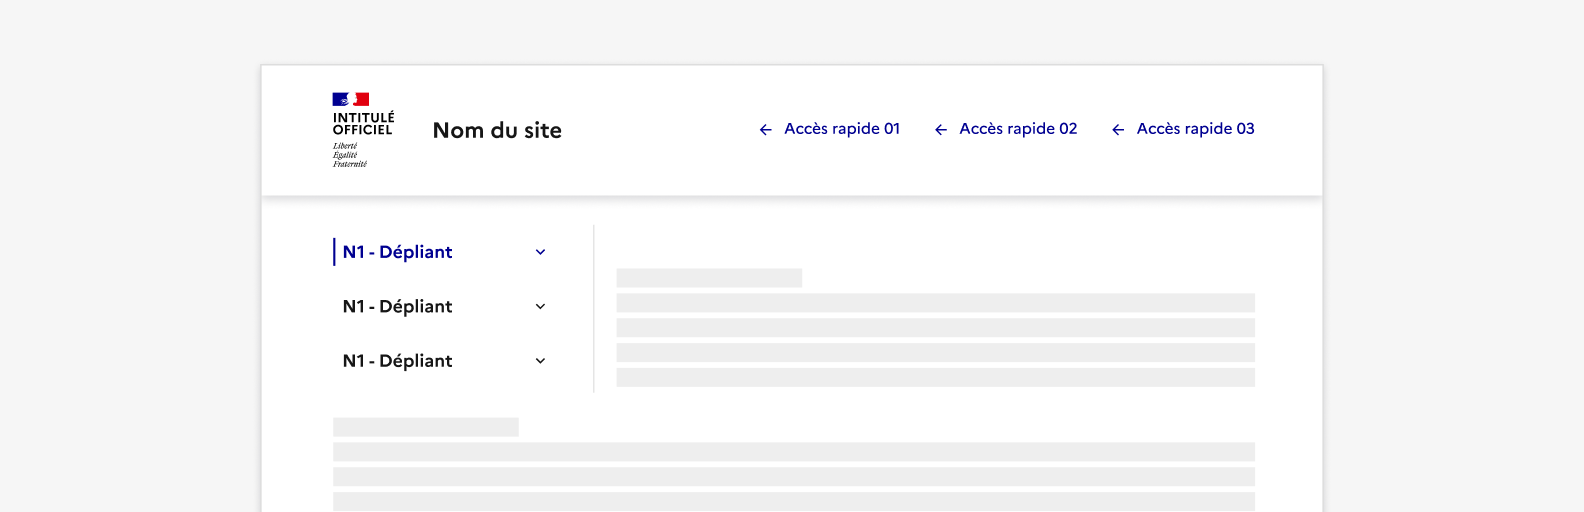 INTITULÉ
OFFICIEL
Liberté
Égalité
Fraternité
Nom du site
Accès rapide 01
Accès rapide 02
Accès rapide 03
N1 - Dépliant
N1 - Dépliant
N1 - Dépliant